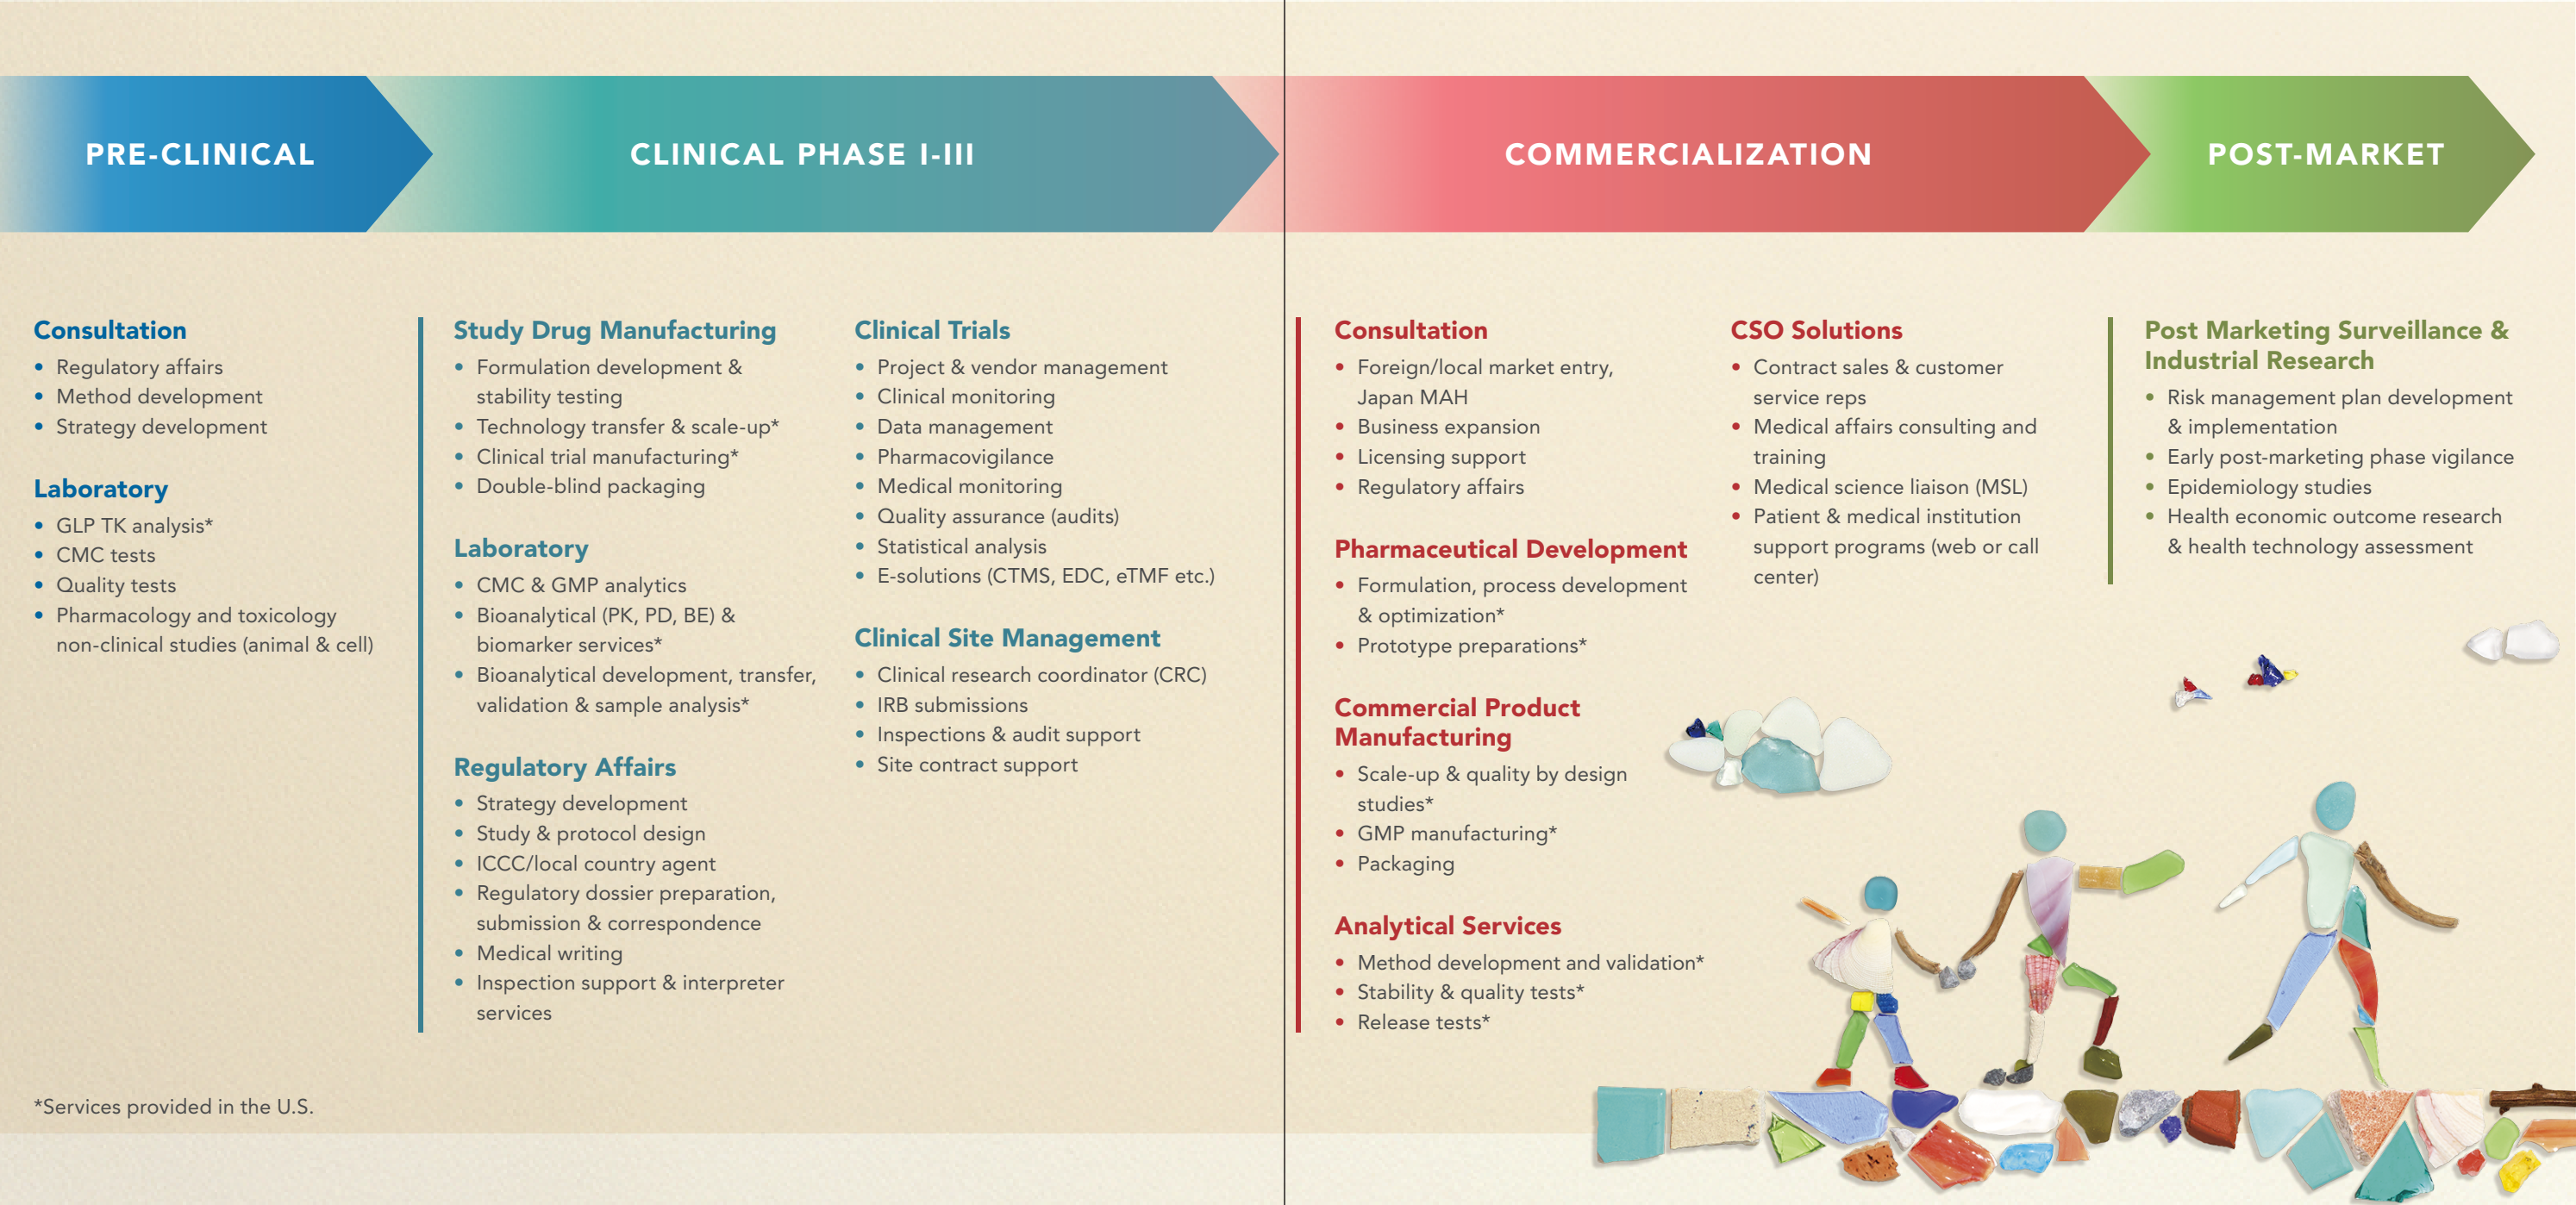 PRE-CLINICAL
CLINICAL PHASE I-III
COMMERCIALIZATION
POST-MARKET
Consultation
• Regulatory affairs
• Method development
• Strategy development
Laboratory
• GLP TK analysis*
• CMC tests
• Quality tests
• Pharmacology and toxicology
non-clinical studies (animal & cell)
Study Drug Manufacturing
• Formulation development &
stability testing
• Technology transfer & scale-up*
• Clinical trial manufacturing*
• Double-blind packaging
Laboratory
• CMC & GMP analytics
• Bioanalytical (PK, PD, BE) &
biomarker services*
• Bioanalytical development, transfer,
validation & sample analysis*
Regulatory Affairs
• Strategy development
• Study & protocol design
• ICCC/local country agent
• Regulatory dossier preparation,
submission & correspondence
• Medical writing
• Inspection support & interpreter
services
Clinical Trials
• Project & vendor management
• Clinical monitoring
• Data management
• Pharmacovigilance
• Medical monitoring
• Quality assurance (audits)
• Statistical analysis
• E-solutions (CTMS, EDC, eTMF etc.)
Clinical Site Management
• Clinical research coordinator (CRC)
• IRB submissions
• Inspections & audit support
• Site contract support
Consultation
• Foreign/local market entry,
Japan MAH
• Business expansion
• Licensing support
• Regulatory affairs
Pharmaceutical Development
• Formulation, process development
& optimization*
• Prototype preparations*
Commercial Product
Manufacturing
• Scale-up & quality by design
studies*
• GMP manufacturing*
• Packaging
Analytical Services
• Method development and validation*
• Stability & quality tests*
• Release tests*
CSO Solutions
• Contract sales & customer
service reps
• Medical affairs consulting and
training
• Medical science liaison (MSL)
• Patient & medical institution
support programs (web or call
center)
Post Marketing Surveillance &
Industrial Research
• Risk management plan development
& implementation
• Early post-marketing phase vigilance
• Epidemiology studies
• Health economic outcome research
& health technology assessment
*Services provided in the U.S.